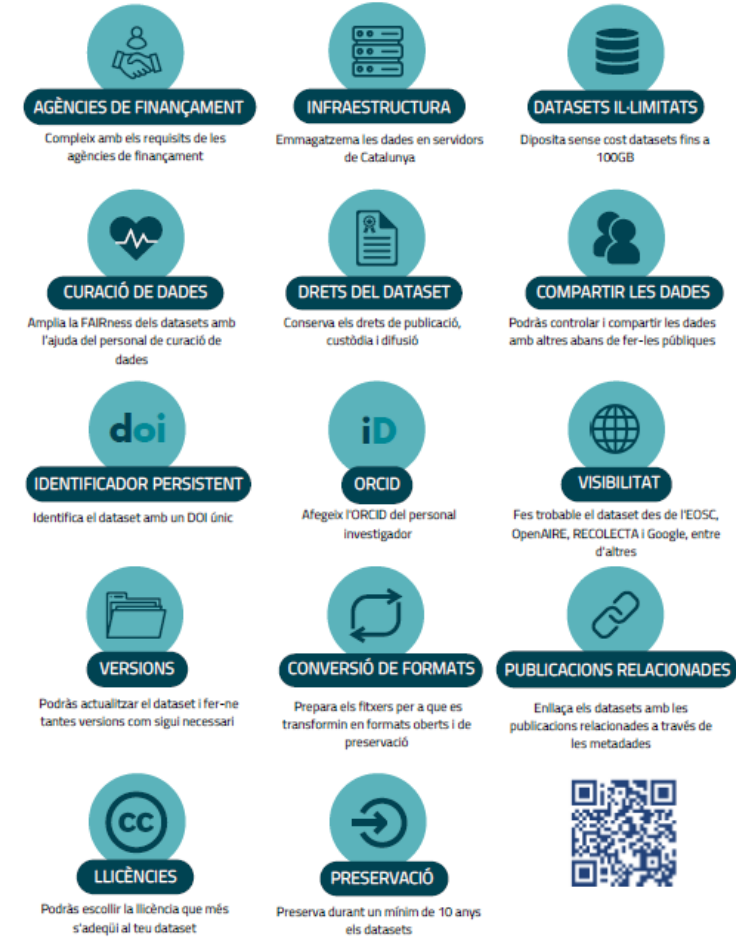 AGÈNCIES DE FINANÇAMENT
Compleix amb els requisits de les
agències de finançament
INFRAESTRUCTURA
Emmagatzema les dades en servidors
de Catalunya
DATASETS IL·LIMITATS
Diposita sense cost datasets fins a
100GB
CURACIÓ DE DADES
Amplia la FAIRness dels datasets amb
l'ajuda del personal de curació de
dades
DRETS DEL DATASET
Conserva els drets de publicació,
custòdia i difusió
COMPARTIR LES DADES
Podràs controlar i compartir les dades
amb altres abans de fer-les públiques
doi
IDENTIFICADOR PERSISTENT
Identifica el dataset amb un DOI únic
iD
ORCID
Afegeix l'ORCID del personal
investigador
VISIBILITAT
Fes trobable el dataset des de l'EOSC,
OpenAIRE, RECOLECTA i Google, entre
d'altres
VERSIONS
Podràs actualitzar el dataset i fer-ne
tantes versions com sigui necessari
CONVERSIÓ DE FORMATS
Prepara els fitxers per a que es
transformin en formats oberts i de
preservació
PUBLICACIONS RELACIONADES
Enllaça els datasets amb les
publicacions relacionades a través de
les metadades
cc
LLICÈNCIES
Podràs escollir la llicència que més
s'adeqüi al teu dataset
PRESERVACIÓ
Preserva durant un mínim de 10 anys
els datasets